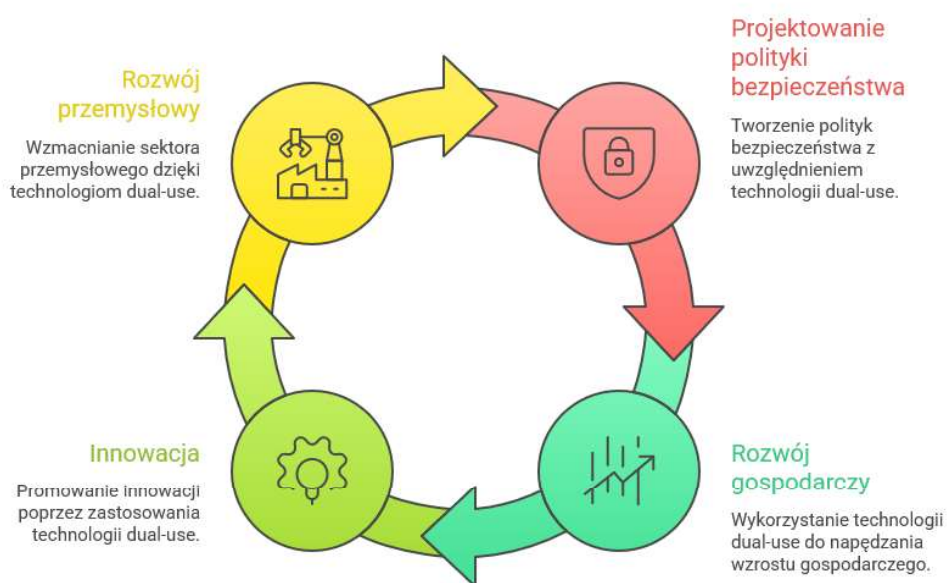 Rozwój
przemysłowy
Wzmacnianie sektora
przemysłowego dzięki
technologiom dual-use.
Projektowanie
polityki
bezpieczeństwa
Tworzenie polityk
bezpieczeństwa z
uwzględnieniem
technologii dual-use.
Innowacja
Promowanie innowacji
poprzez zastosowania
technologii dual-use.
Rozwój
gospodarczy
Wykorzystanie technologii
dual-use do napędzania
wzrostu gospodarczego.